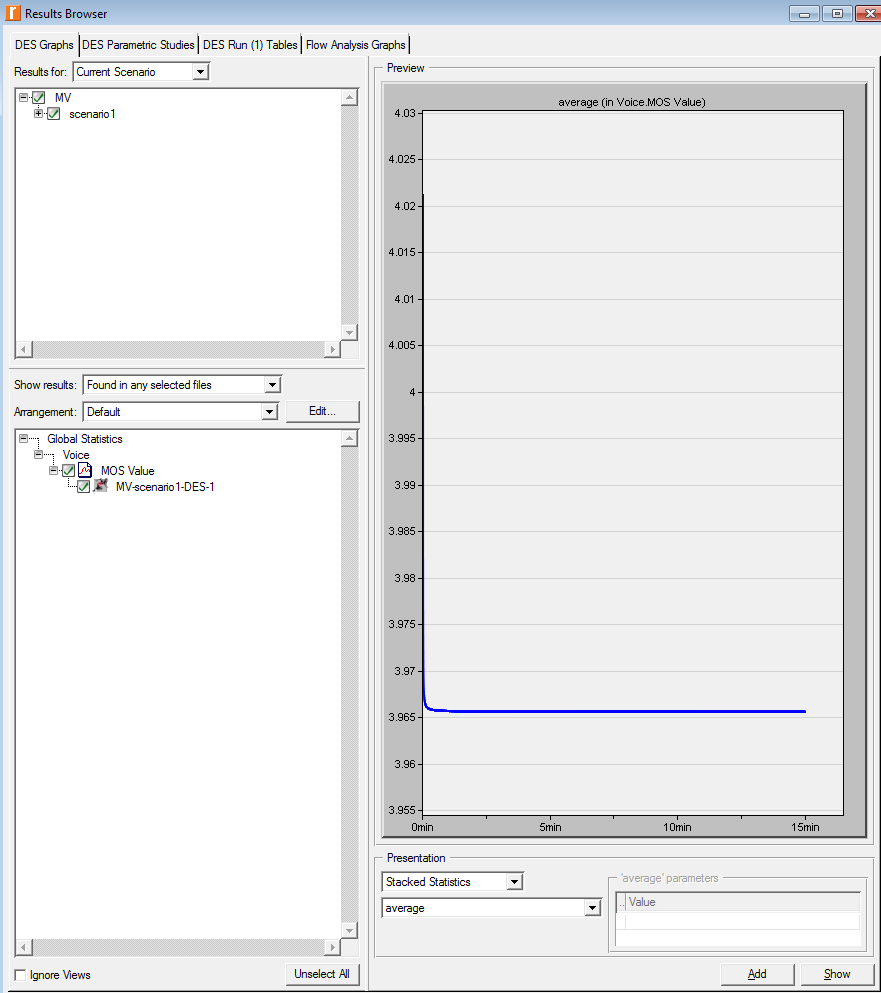 Results Browser
DES Graphs DES Parametric Studies DES Run (1) Tables Flow Analysis Graphs
Results for: Current Scenario
MV
scenario1
Show results: Found in any selected files
Arrangement: Default Edit...
Global Statistics
Voice
MOS Value
MV-scenario1-DES-1
Ignore Views Unselect All
Preview
average (in Voice.MOS Value)
4.03
4.025
4.02
4.015
4.01
4.005
4
3.995
3.99
3.985
3.98
3.975
3.97
3.965
3.96
3.955
0min 5min 10min 15min
Presentation
Stacked Statistics
average
'average' parameters
.. Value
Add Show